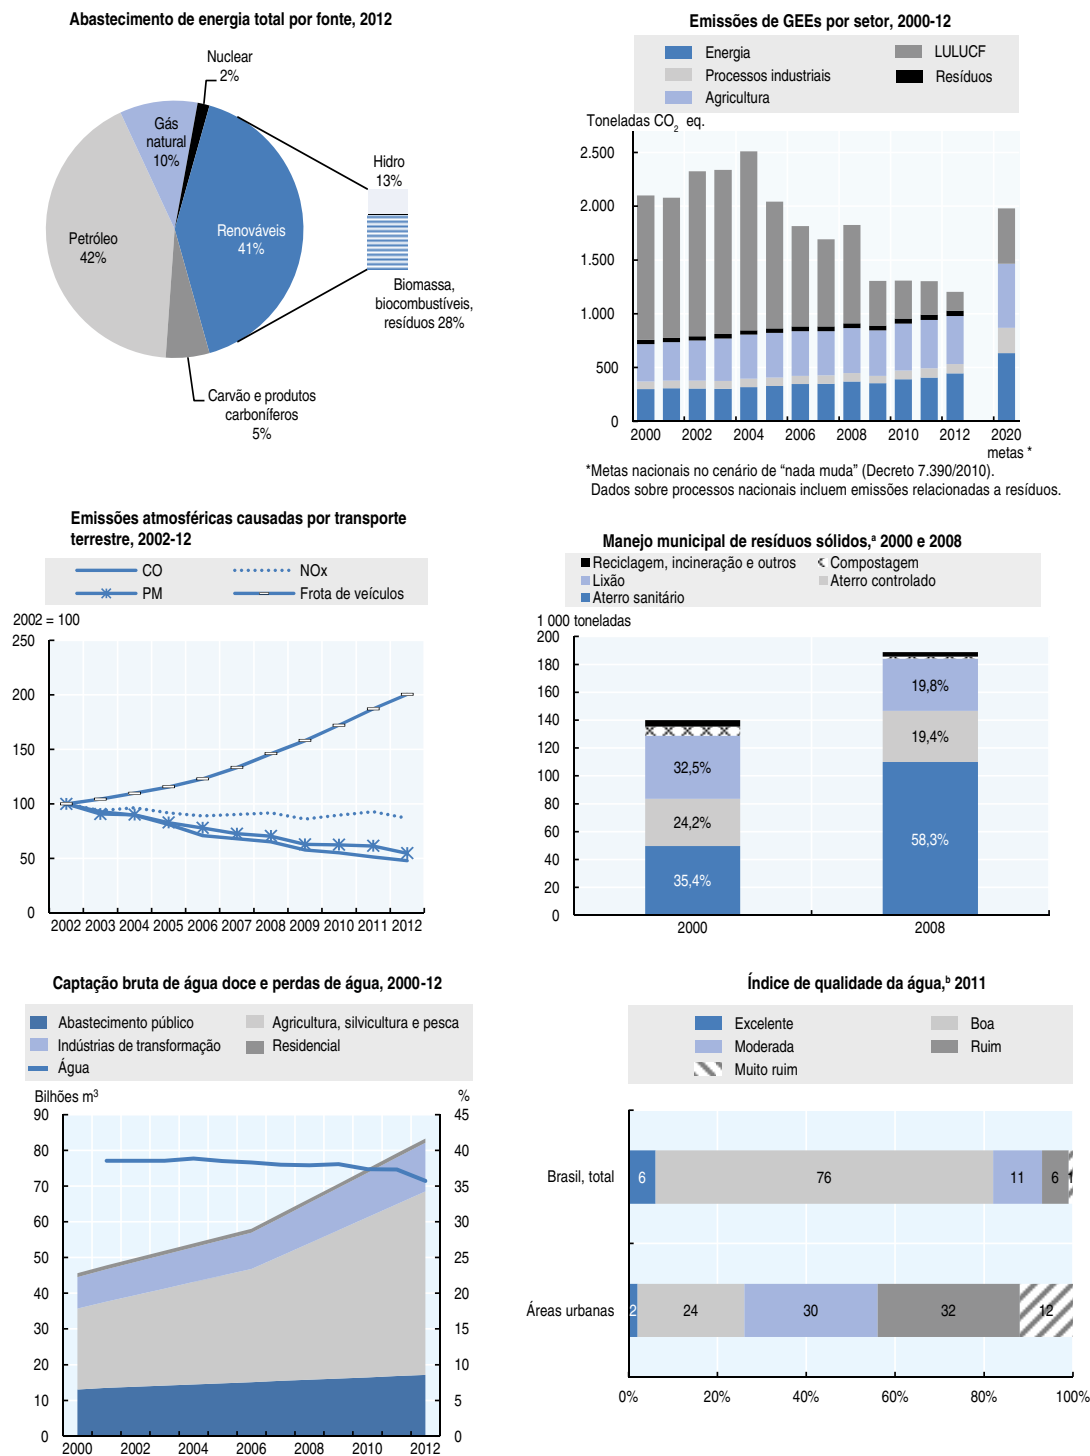 Abastecimento de energia total por fonte, 2012
Nuclear
2%
Gás
natural
10%
Hidro
13%
Petróleo
42%
Renováveis
41%
Biomassa,
biocombustíveis,
resíduos 28%
Carvão e produtos
carboníferos
5%
Emissões de GEEs por setor, 2000-12
Energia
LULUCF
Processos industriais
Resíduos
Agricultura
Toneladas CO₂ eq.
2.500
2.000
1.500
1.000
500
0
2000 2002 2004 2006 2008 2010 2012 2020
metas *
*Metas nacionais no cenário de “nada muda” (Decreto 7.390/2010).
Dados sobre processos nacionais incluem emissões relacionadas a resíduos.
Emissões atmosféricas causadas por transporte
terrestre, 2002-12
CO
NOx
PM
Frota de veículos
2002 = 100
250
200
150
100
50
0
2002 2003 2004 2005 2006 2007 2008 2009 2010 2011 2012
Manejo municipal de resíduos sólidos,ᵃ 2000 e 2008
Reciclagem, incineração e outros
Compostagem
Lixão
Aterro controlado
Aterro sanitário
1 000 toneladas
200
180
160
140
120
100
80
60
40
20
0
32,5%
24,2%
35,4%
19,8%
19,4%
58,3%
2000 2008
Captação bruta de água doce e perdas de água, 2000-12
Abastecimento público
Agricultura, silvicultura e pesca
Indústrias de transformação
Residencial
Água
Bilhões m³
%
90
80
70
60
50
40
30
20
10
0
45
40
35
30
25
20
15
10
5
0
2000 2002 2004 2006 2008 2010 2012
Índice de qualidade da água,ᵇ 2011
Excelente
Boa
Moderada
Ruim
Muito ruim
Brasil, total
6 76 11 6 1
Áreas urbanas
2 24 30 32 12
0% 20% 40% 60% 80% 100%